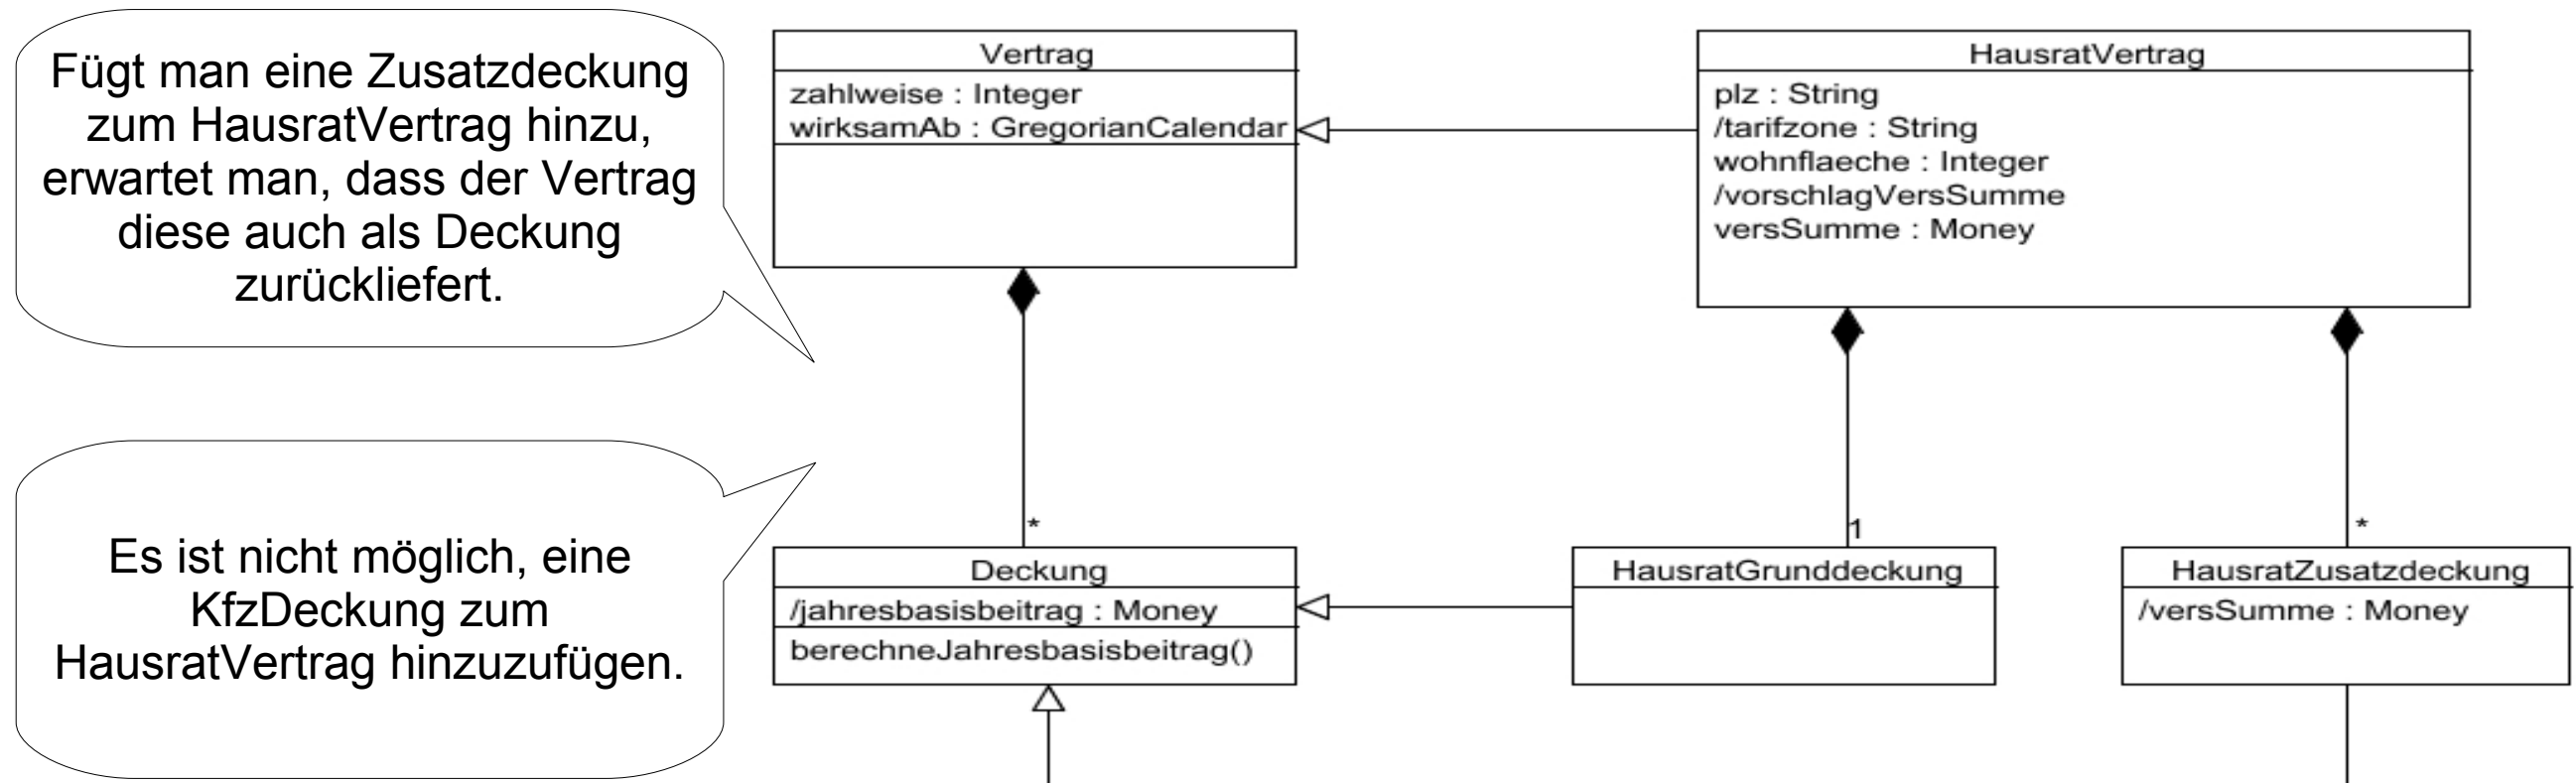 Fügt man eine Zusatzdeckung
zum HausratVertrag hinzu,
erwartet man, dass der Vertrag
diese auch als Deckung
zurückliefert.
Es ist nicht möglich, eine
KfzDeckung zum
HausratVertrag hinzuzufügen.
Vertrag
zahlweise : Integer
wirksamAb : GregorianCalendar
HausratVertrag
plz : String
/tarifzone : String
wohnflaeche : Integer
/vorschlagVersSumme
versSumme : Money
*
1
*
Deckung
/jahresbasisbeitrag : Money
berechneJahresbasisbeitrag()
HausratGrunddeckung
HausratZusatzdeckung
/versSumme : Money